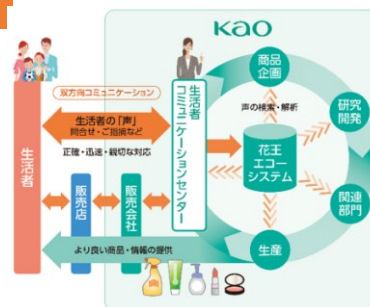 Kao
双方向コミュニケーション
生活者の「声」
問合せ・ご指摘など
正確・迅速・親切な対応
生活者
販売店
販売会社
生活者
コミュニケーションセンター
商品
企画
声の検索・解析
研究
開発
花王
エコー
システム
関連
部門
生産
より良い商品・情報の提供